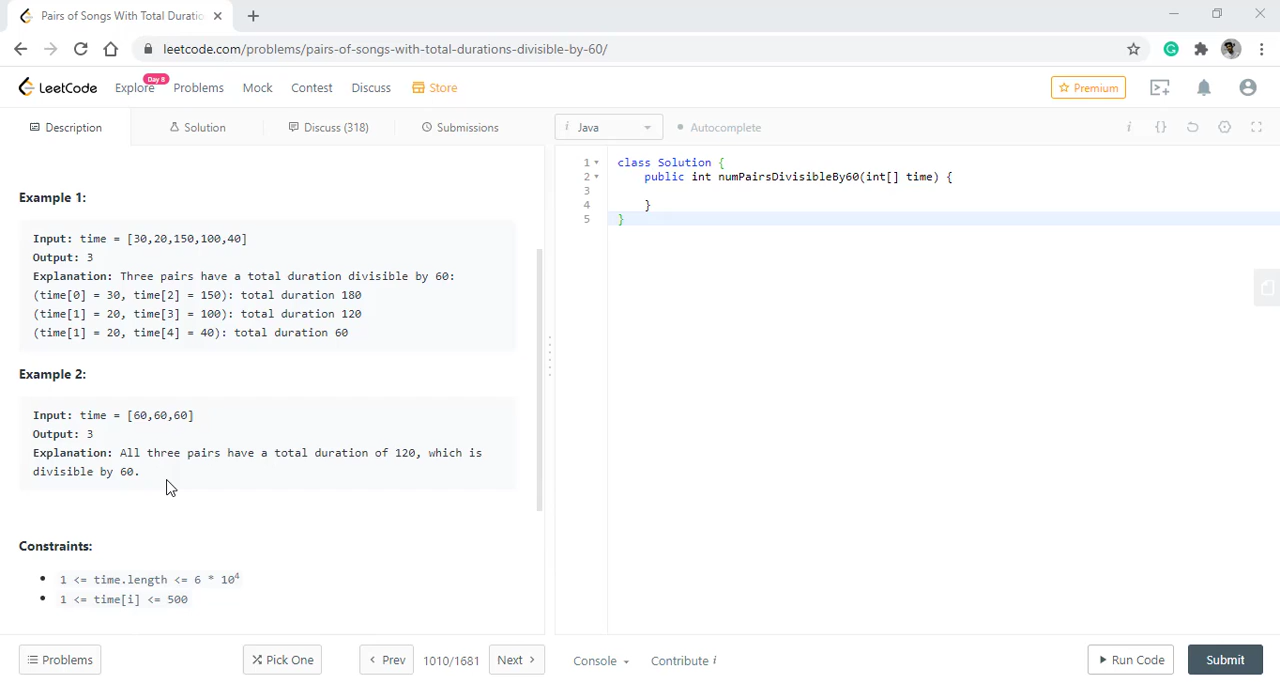 Pairs of Songs With Total Duratio
leetcode.com/problems/pairs-of-songs-with-total-durations-divisible-by-60/
LeetCode
Explore
Day 8
Problems
Mock
Contest
Discuss
Store
Premium
Description
Solution
Discuss (318)
Submissions
i Java
Autocomplete
Example 1:
Input: time = [30,20,150,100,40]
Output: 3
Explanation: Three pairs have a total duration divisible by 60:
(time[0] = 30, time[2] = 150): total duration 180
(time[1] = 20, time[3] = 100): total duration 120
(time[1] = 20, time[4] = 40): total duration 60
Example 2:
Input: time = [60,60,60]
Output: 3
Explanation: All three pairs have a total duration of 120, which is
divisible by 60.
Constraints:
1 <= time.length <= 6 * 10⁴
1 <= time[i] <= 500
1 class Solution {
2 public int numPairsDivisibleBy60(int[] time) {
3
4 }
5 }
Problems
Pick One
Prev
1010/1681
Next
Console
Contribute i
Run Code
Submit